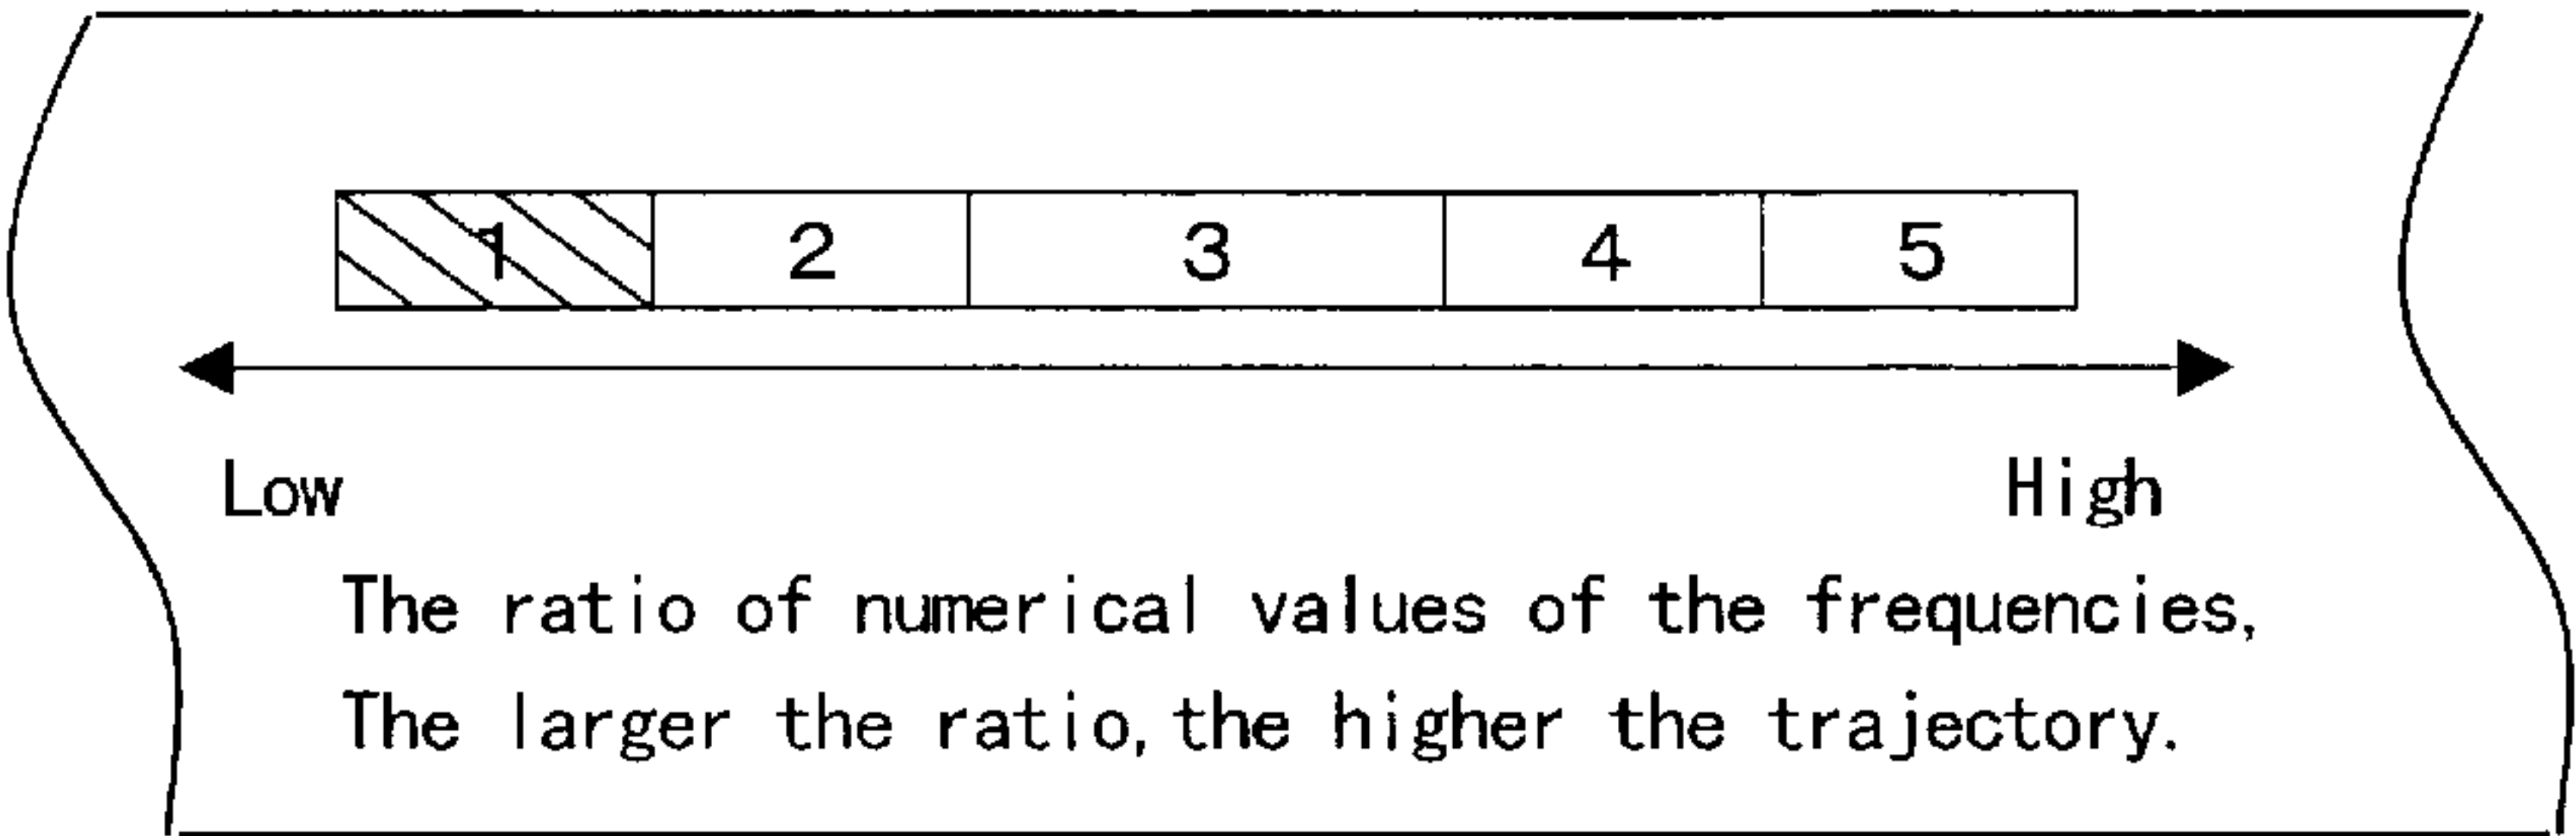 1 2 3 4 5
Low High
The ratio of numerical values of the frequencies,
The larger the ratio, the higher the trajectory.